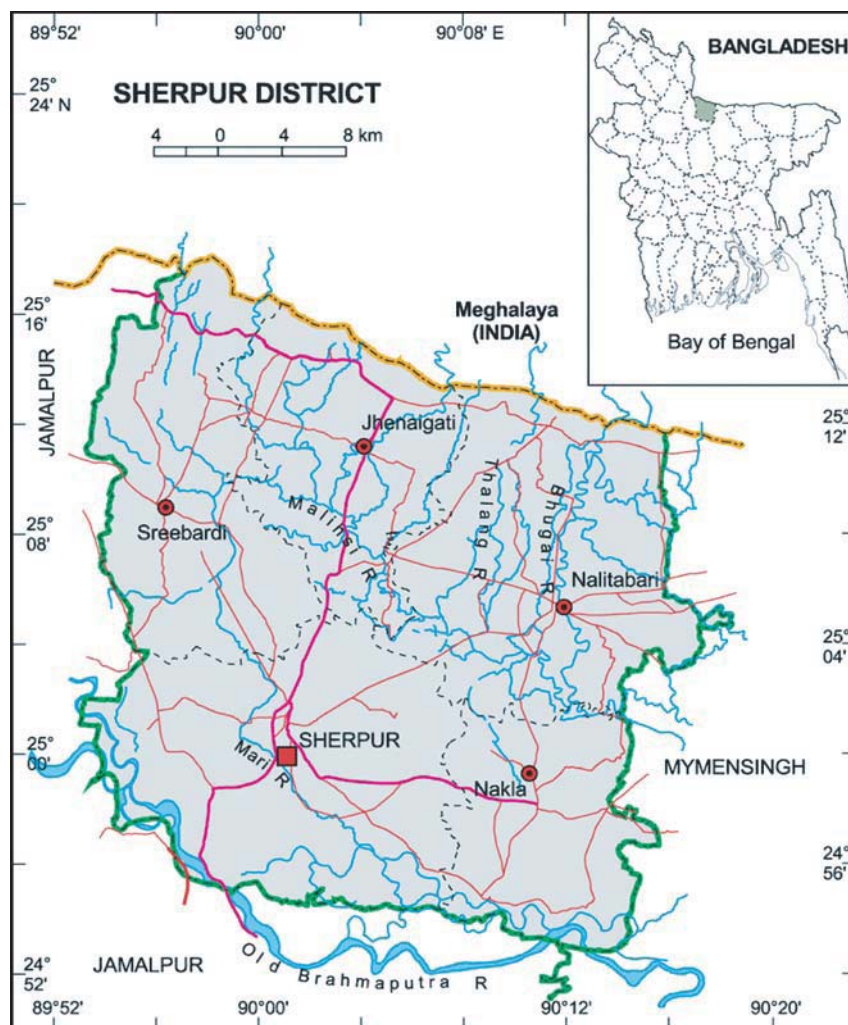 89°52' 90°00' 90°08' E
25°
24' N
SHERPUR DISTRICT
4 0 4 8 km
BANGLADESH
Bay of Bengal
25°
16'
Meghalaya
(INDIA)
JAMALPUR
25°
12'
Jhenaigati
Thalang R
Bhugai R
Malihsi R
Sreebardi
25°
08'
Nalitabari
25°
04'
SHERPUR
25°
00'
Mari R
Nakla
MYMENSINGH
24°
56'
JAMALPUR
Old Brahmaputra R
24°
52'
89°52' 90°00' 90°12' 90°20'